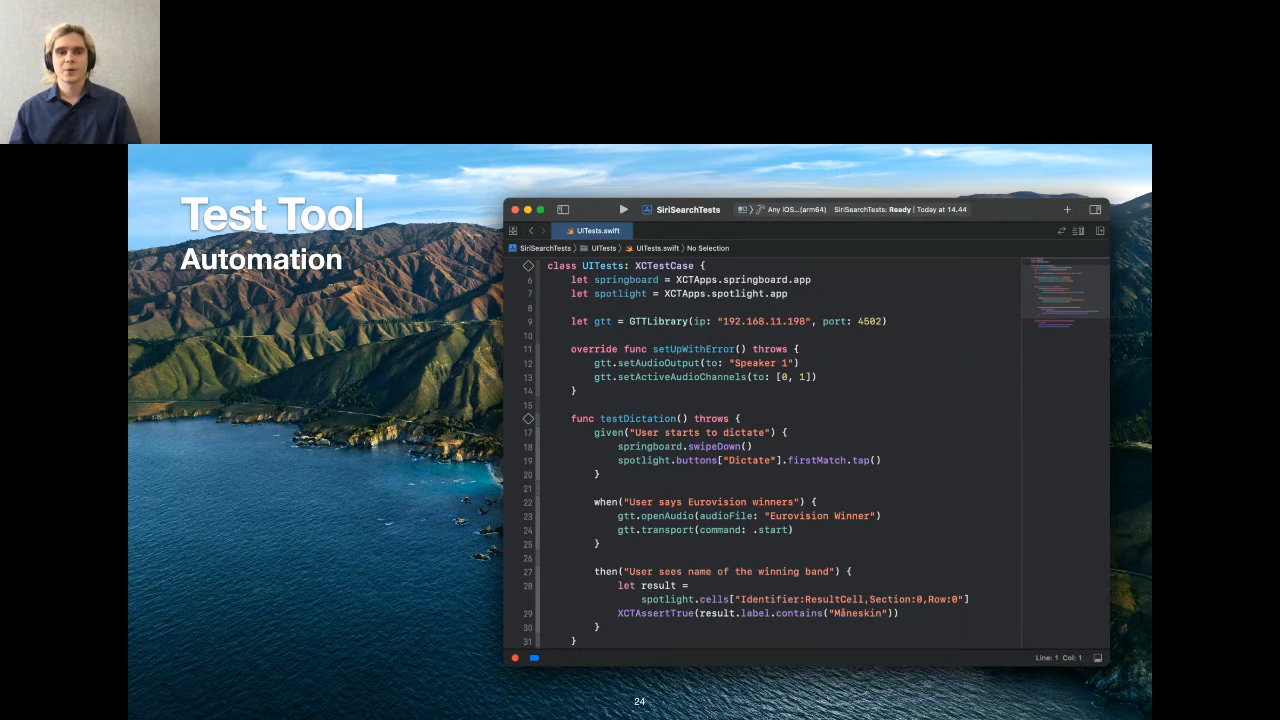 Test Tool
Automation
SiriSearchTests
Any iOS...(arm64)
SiriSearchTests: Ready | Today at 14.44
UITests.swift
SiriSearchTests
UITests
UITests.swift
No Selection
class UITests: XCTestCase {
6 let springboard = XCTApps.springboard.app
7 let spotlight = XCTApps.spotlight.app
8
9 let gtt = GTTLibrary(ip: "192.168.11.198", port: 4502)
10
11 override func setUpWithError() throws {
12 gtt.setAudioOutput(to: "Speaker 1")
13 gtt.setActiveAudioChannels(to: [0, 1])
14 }
15
func testDictation() throws {
17 given("User starts to dictate") {
18 springboard.swipeDown()
19 spotlight.buttons["Dictate"].firstMatch.tap()
20 }
21
22 when("User says Eurovision winners") {
23 gtt.openAudio(audioFile: "Eurovision Winner")
24 gtt.transport(command: .start)
25 }
26
27 then("User sees name of the winning band") {
28 let result =
spotlight.cells["Identifier:ResultCell,Section:0,Row:0"]
29 XCTAssertTrue(result.label.contains("Måneskin"))
30 }
31 }
Line: 1 Col: 1
24